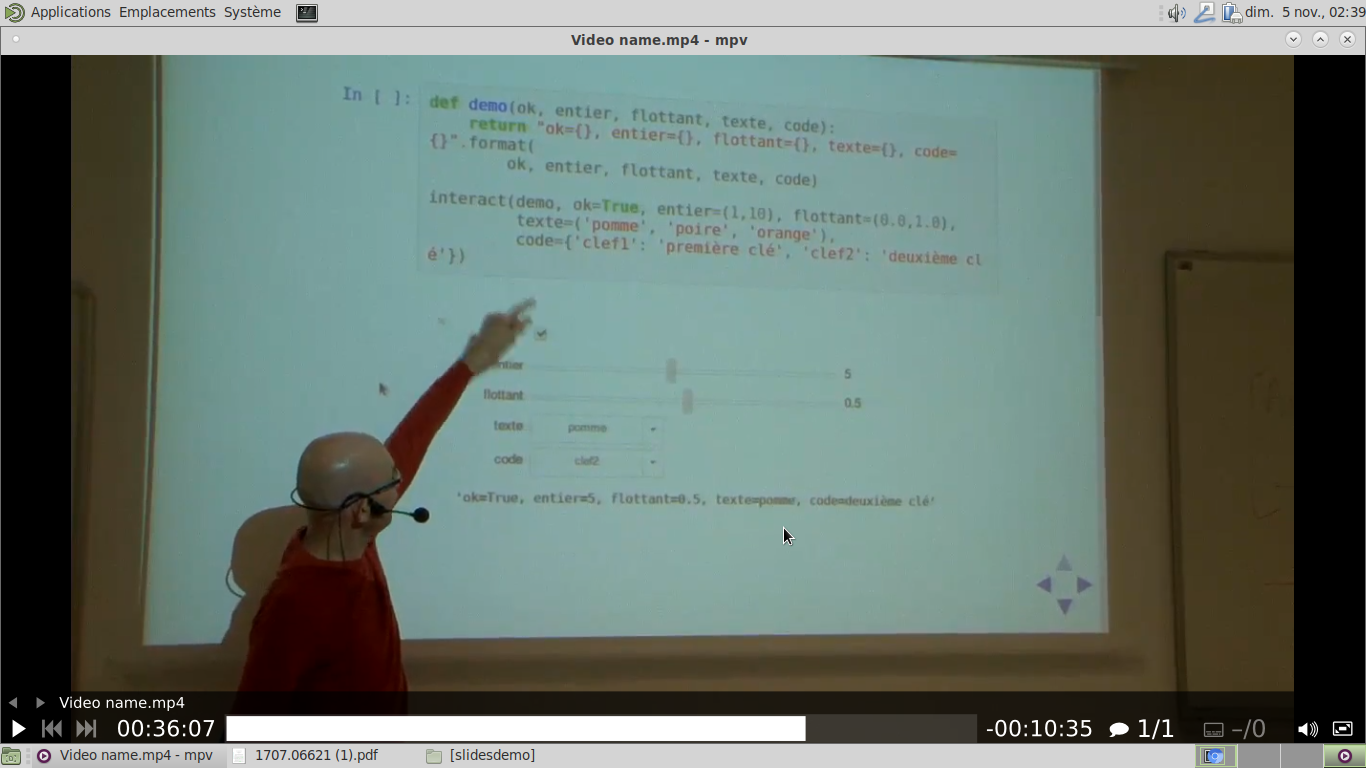 Applications Emplacements Système
dim. 5 nov., 02:39
Video name.mp4 - mpv
In [ ]:
def demo(ok, entier, flottant, texte, code):
return "ok={}, entier={}, flottant={}, texte={}, code=
{}".format(
ok, entier, flottant, texte, code)
interact(demo, ok=True, entier=(1,10), flottant=(0.0,1.0),
texte=('pomme', 'poire', 'orange'),
code={'clef1': 'première clé', 'clef2': 'deuxième cl
é'})
entier 5
flottant 0.5
texte pomme
code clef2
'ok=True, entier=5, flottant=0.5, texte=pomme, code=deuxième clé'
Video name.mp4
00:36:07 -00:10:35 1/1 –/0
Video name.mp4 - mpv 1707.06621 (1).pdf [slidesdemo]